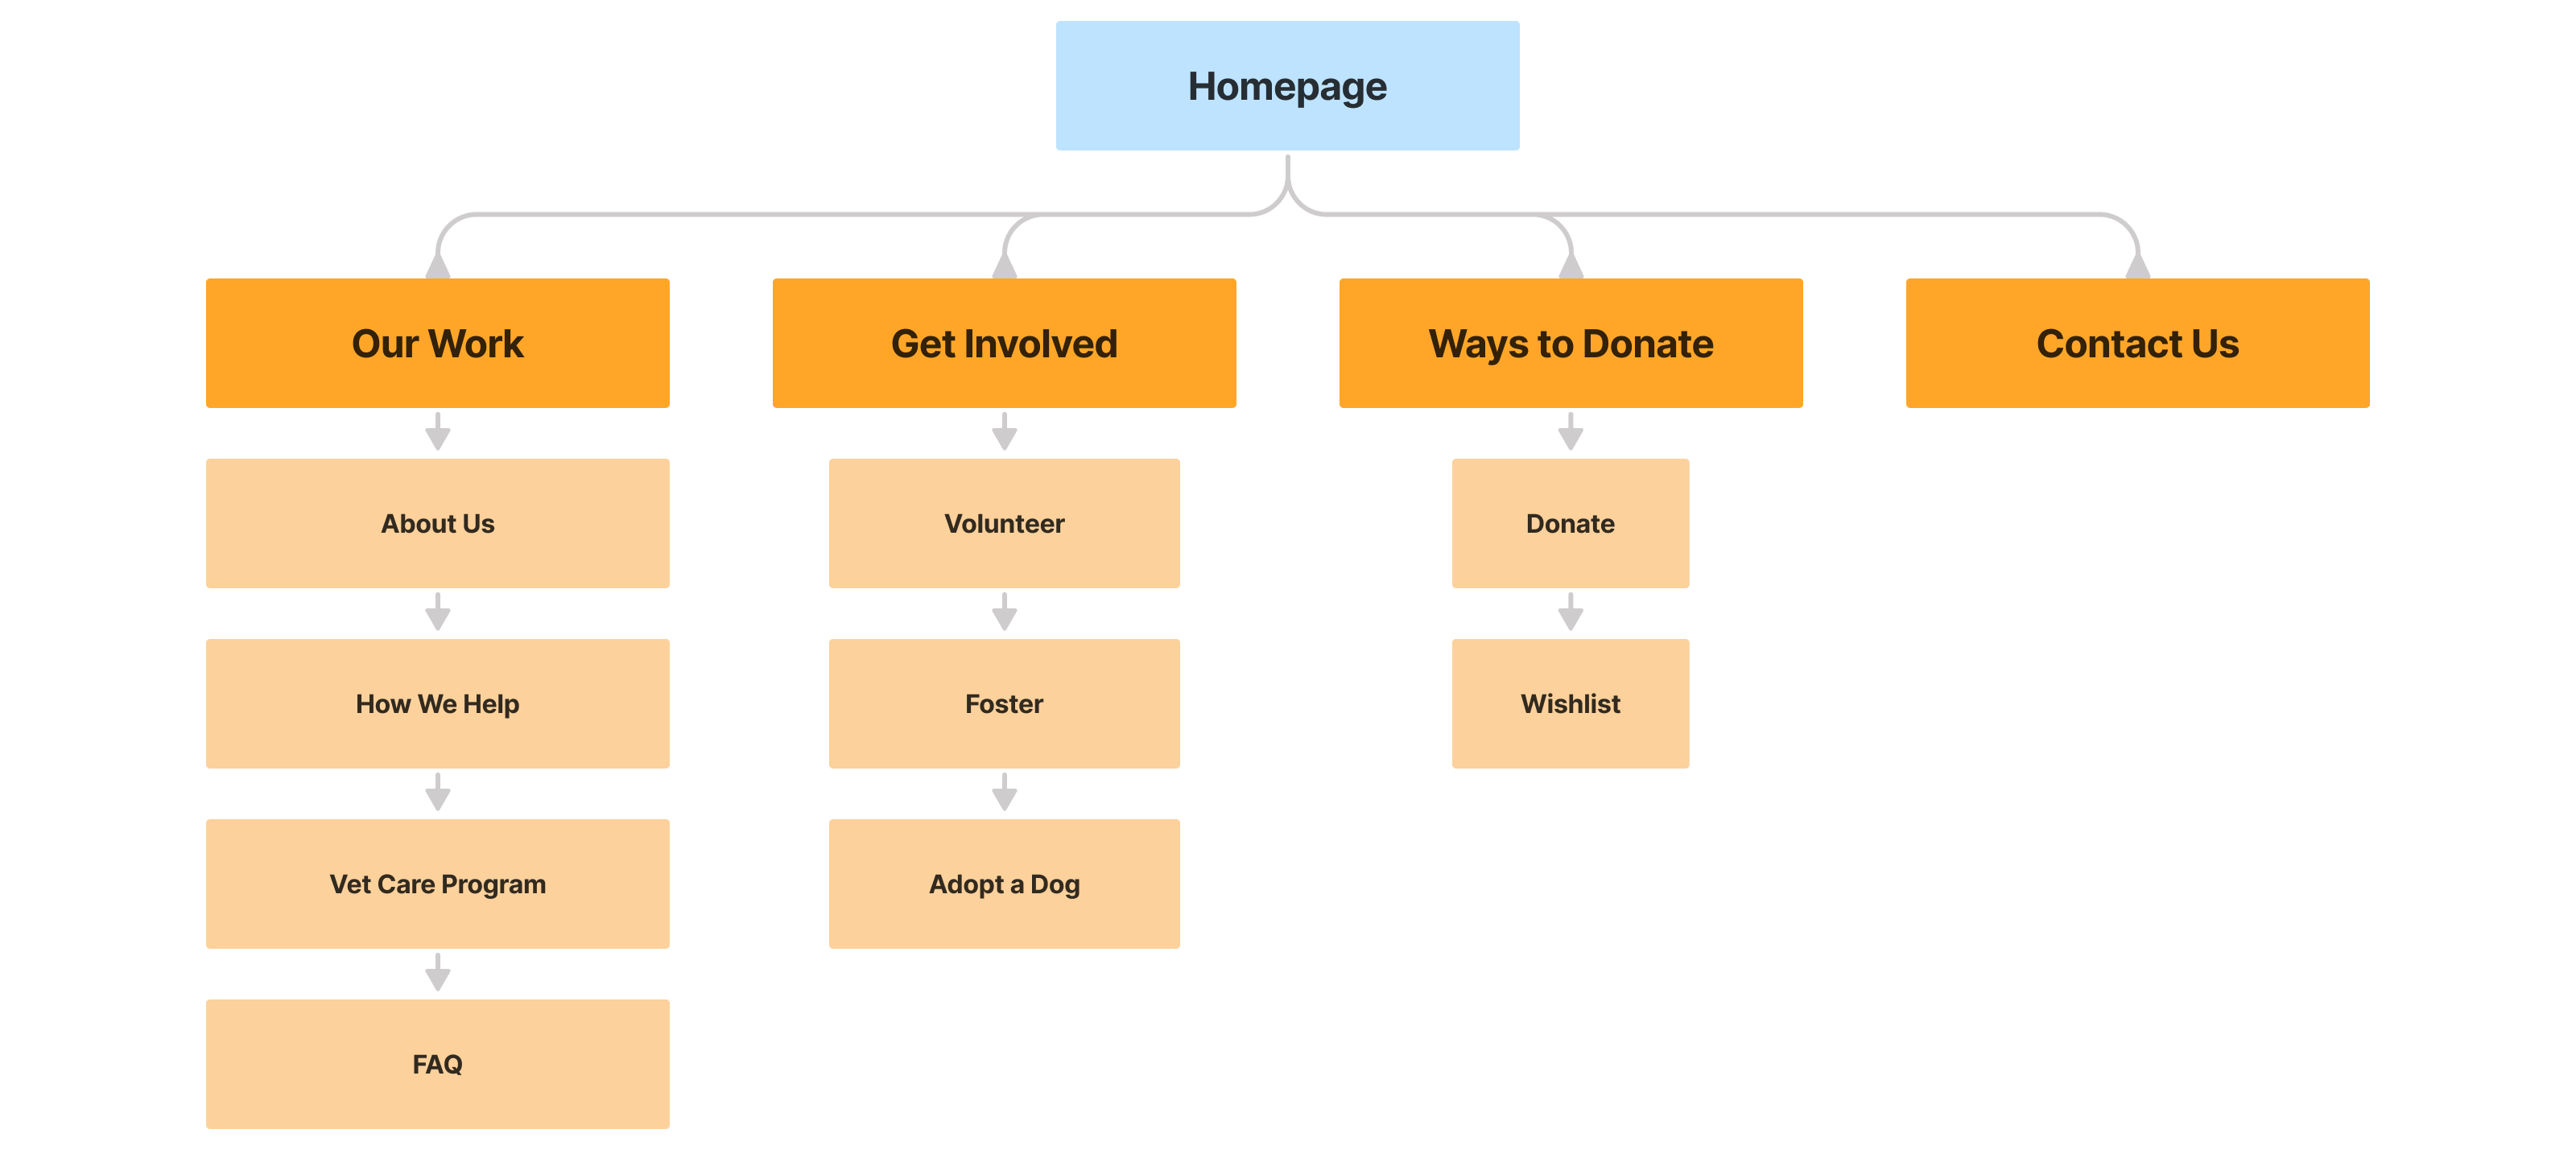 Homepage
Our Work
Get Involved
Ways to Donate
Contact Us
About Us
Volunteer
Donate
How We Help
Foster
Wishlist
Vet Care Program
Adopt a Dog
FAQ